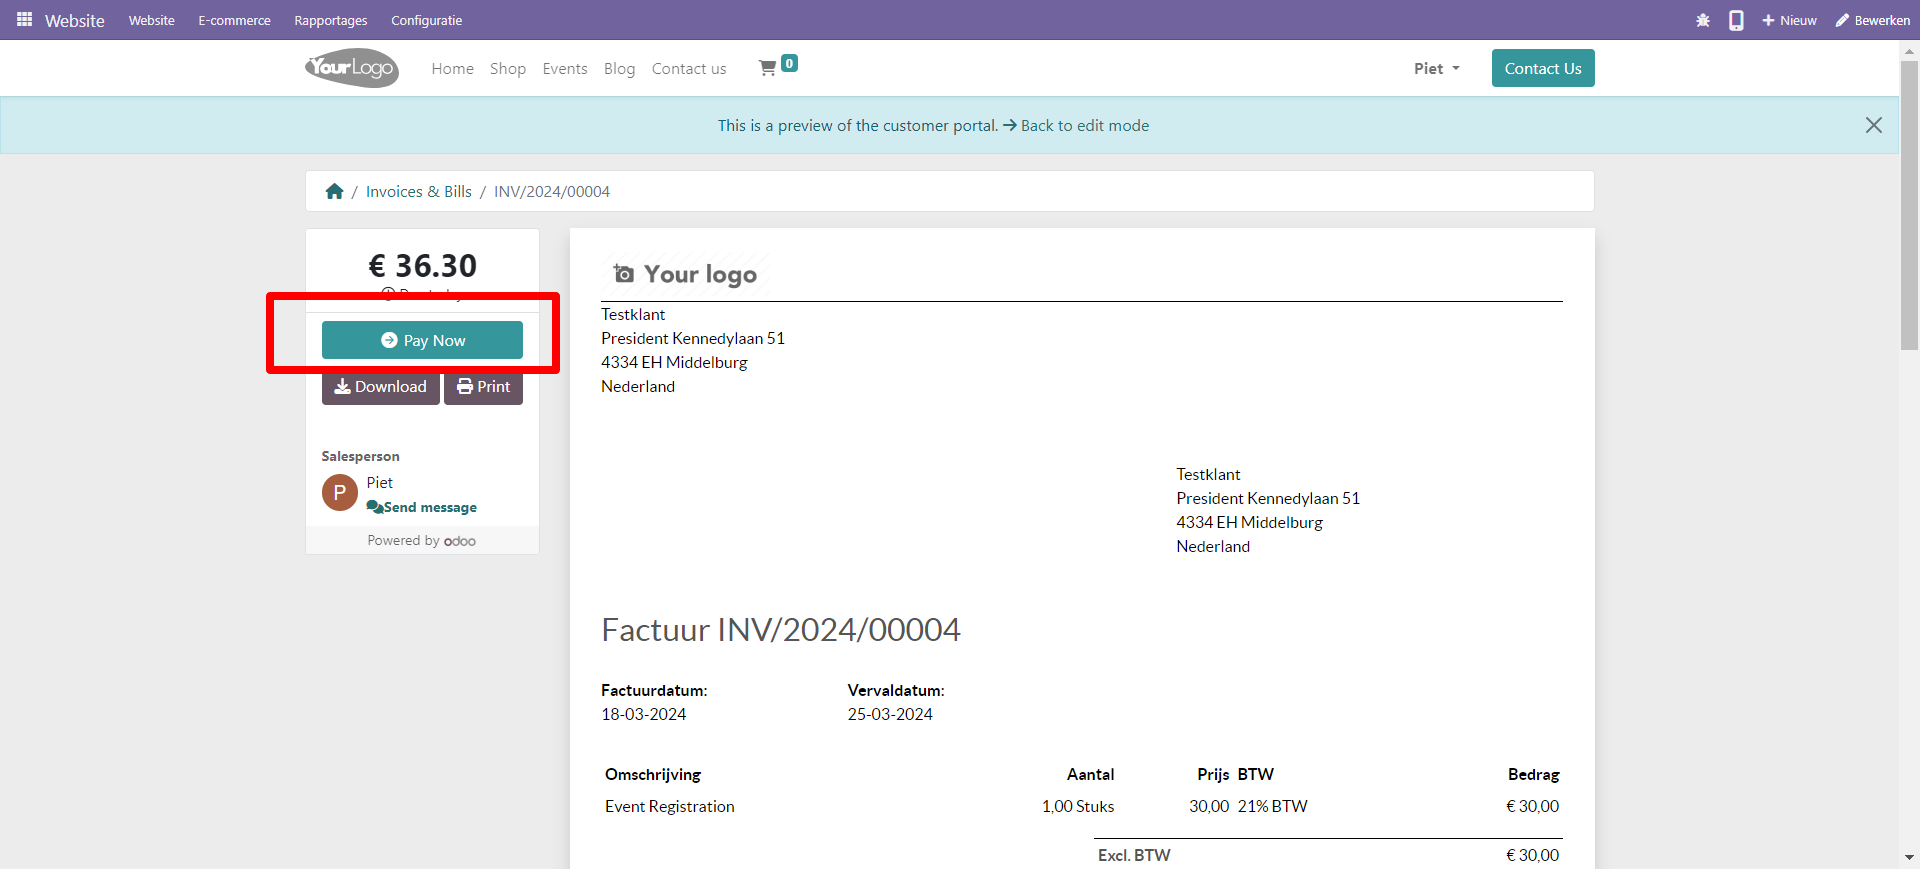 Website Website E-commerce Rapportages Configuratie Nieuw Bewerken
YourLogo Home Shop Events Blog Contact us 0 Piet Contact Us
This is a preview of the customer portal. Back to edit mode
/ Invoices & Bills / INV/2024/00004
€ 36.30
Pay Now
Download Print
Salesperson
P Piet
Send message
Powered by odoo
Your logo
Testklant
President Kennedylaan 51
4334 EH Middelburg
Nederland
Testklant
President Kennedylaan 51
4334 EH Middelburg
Nederland
Factuur INV/2024/00004
Factuurdatum: Vervaldatum:
18-03-2024 25-03-2024
Omschrijving Aantal Prijs BTW Bedrag
Event Registration 1,00 Stuks 30,00 21% BTW € 30,00
Excl. BTW € 30,00